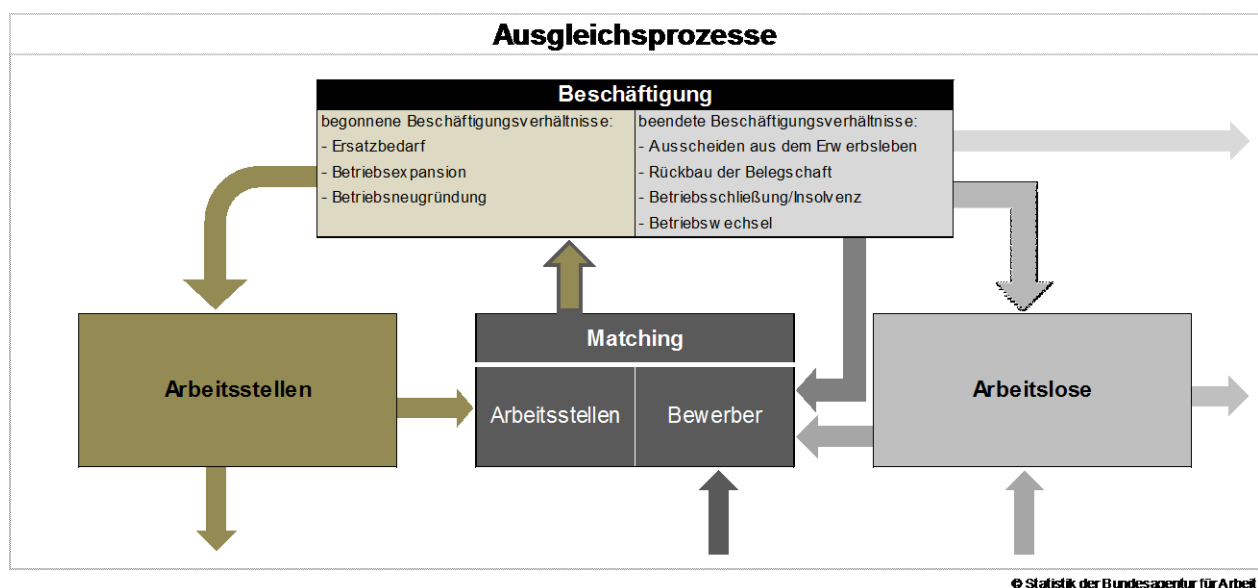 Ausgleichsprozesse
Beschäftigung
begonnene Beschäftigungsverhältnisse:
- Ersatzbedarf
- Betriebsexpansion
- Betriebsneugründung
beendete Beschäftigungsverhältnisse:
- Ausscheiden aus dem Erwerbsleben
- Rückbau der Belegschaft
- Betriebsschließung/Insolvenz
- Betriebswechsel
Arbeitsstellen
Matching
Arbeitsstellen
Bewerber
Arbeitslose
© Statistik der Bundesagentur für Arbeit